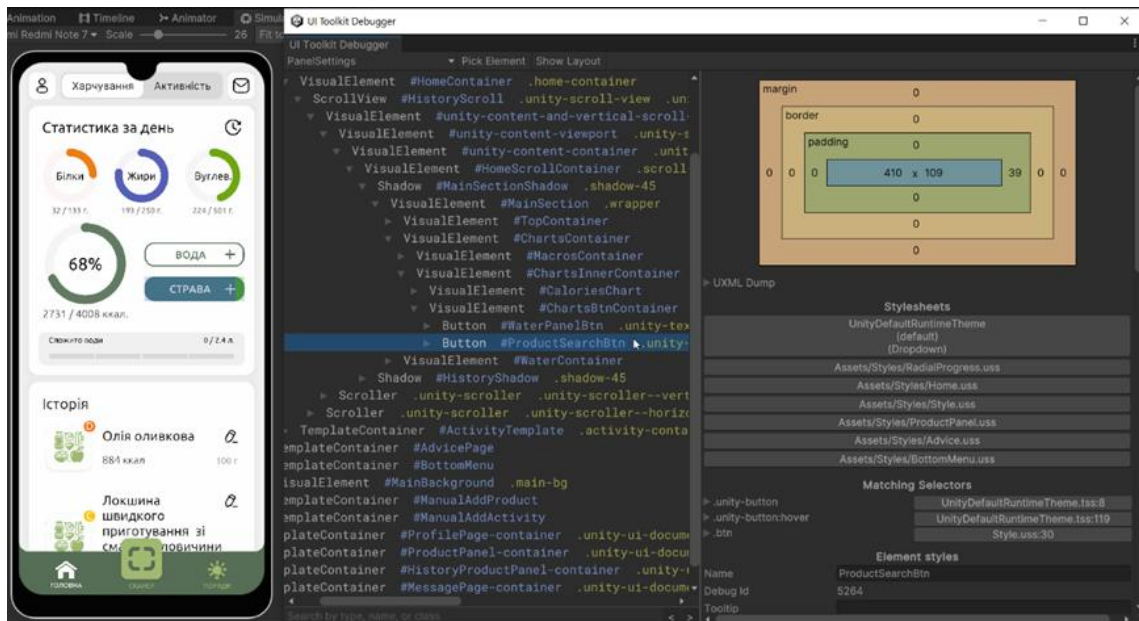 Animation Timeline Animator
Redmi Note 7 Scale 26
Харчування Активність
Статистика за день
Білки Жири Вуглев.
32 / 133 г. 193 / 250 г. 224 / 501 г.
68%
ВОДА +
СТРАВА +
2731 / 4008 ккал.
Спожито води 0 / 2.4 л.
Історія
D
Олія оливкова
884 ккал 100 г
C
Локшина
швидкого
приготування зі
ГОЛОВНА
UI Toolkit Debugger
UI Toolkit Debugger
PanelSettings Pick Element Show Layout
VisualElement #HomeContainer .home-container
ScrollView #HistoryScroll .unity-scroll-view .un
VisualElement #unity-content-and-vertical-scroll-
VisualElement #unity-content-viewport .unity-s
VisualElement #unity-content-container .unit
VisualElement #HomeScrollContainer .scroll
Shadow #MainSectionShadow .shadow-45
VisualElement #MainSection .wrapper
VisualElement #TopContainer
VisualElement #ChartsContainer
VisualElement #MacrosContainer
VisualElement #ChartsInnerContainer
VisualElement #CaloriesChart
VisualElement #ChartsBtnContainer
Button #WaterPanelBtn .unity-tex
Button #ProductSearchBtn .unity-
VisualElement #WaterContainer
Shadow #HistoryShadow .shadow-45
Scroller .unity-scroller .unity-scroller--vert
Scroller .unity-scroller .unity-scroller--horizo
TemplateContainer #ActivityTemplate .activity-conta
emplateContainer #AdvicePage
emplateContainer #BottomMenu
isualElement #MainBackground .main-bg
emplateContainer #ManualAddProduct
emplateContainer #ManualAddActivity
plateContainer #ProfilePage-container .unity-ui-docum
plateContainer #ProductPanel-container .unity-ui-docu
plateContainer #HistoryProductPanel-container .unity-
plateContainer #MessagePage-container .unity-ui-docume
Search by type, name, or class
margin 0
border 0
padding 0
0 0 0 410 x 109 39 0 0
0
0
0
UXML Dump
Stylesheets
UnityDefaultRuntimeTheme
(default)
(Dropdown)
Assets/Styles/RadialProgress.uss
Assets/Styles/Home.uss
Assets/Styles/Style.uss
Assets/Styles/ProductPanel.uss
Assets/Styles/Advice.uss
Assets/Styles/BottomMenu.uss
Matching Selectors
.unity-button UnityDefaultRuntimeTheme.tss:8
.unity-button:hover UnityDefaultRuntimeTheme.tss:119
.btn Style.uss:30
Element styles
Name ProductSearchBtn
Debug Id 5264
Tooltip